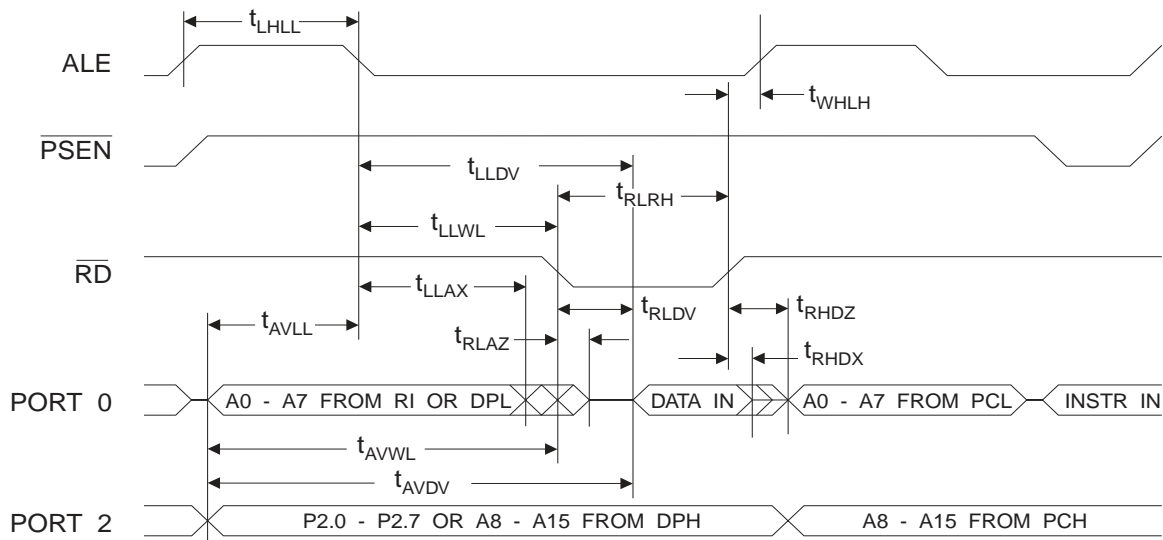 tLHLL
ALE
tWHLH
PSEN
tLLDV
tRLRH
tLLWL
RD
tLLAX
tRLDV
tRHDZ
tAVLL
tRLAZ
tRHDX
PORT 0
A0 - A7 FROM RI OR DPL
DATA IN
A0 - A7 FROM PCL
INSTR IN
tAVWL
tAVDV
PORT 2
P2.0 - P2.7 OR A8 - A15 FROM DPH
A8 - A15 FROM PCH